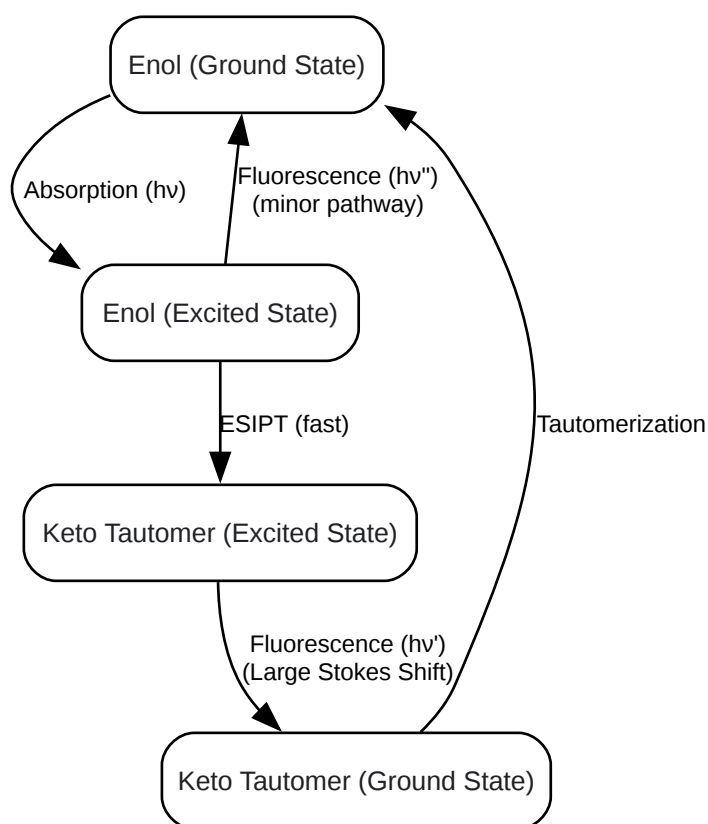 Enol (Ground State)
Absorption (hν)
Fluorescence (hν")
(minor pathway)
Enol (Excited State)
ESIPT (fast)
Tautomerization
Keto Tautomer (Excited State)
Fluorescence (hν')
(Large Stokes Shift)
Keto Tautomer (Ground State)